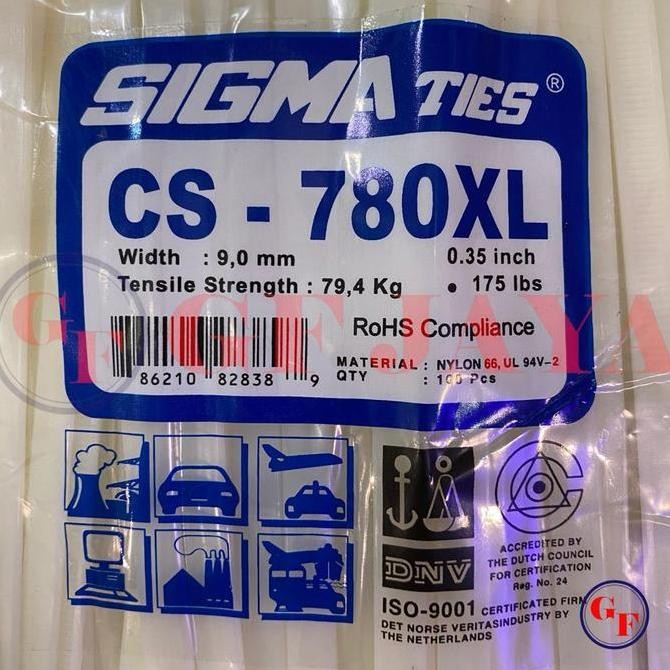 SIGMA TIES ®
CS - 780XL
Width : 9,0 mm 0.35 inch
Tensile Strength : 79,4 Kg • 175 lbs
RoHS Compliance
86210 82838 9
MATERIAL : NYLON 66, UL 94V-2
QTY : 100 Pcs
GF GF JAYA
DNV
ISO-9001 CERTIFIED FIRM
DET NORSE VERITASINDUSTRY BY
THE NETHERLANDS
ACCREDITED BY
THE DUTCH COUNCIL
FOR CERTIFICATION
Reg. No. 24
GF